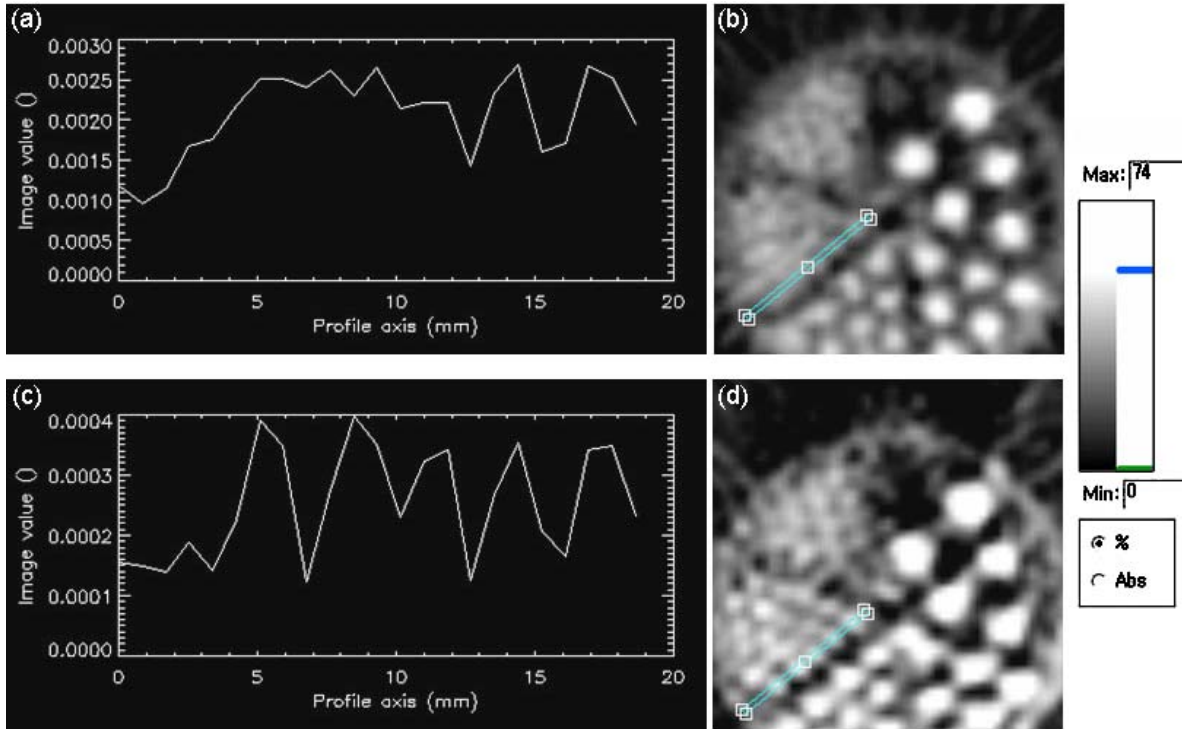 (a)
Image value ()
0.0030
0.0025
0.0020
0.0015
0.0010
0.0005
0.0000
0 5 10 15 20
Profile axis (mm)
(b)
Max: 74
Min: 0
%
Abs
(c)
Image value ()
0.0004
0.0003
0.0002
0.0001
0.0000
0 5 10 15 20
Profile axis (mm)
(d)